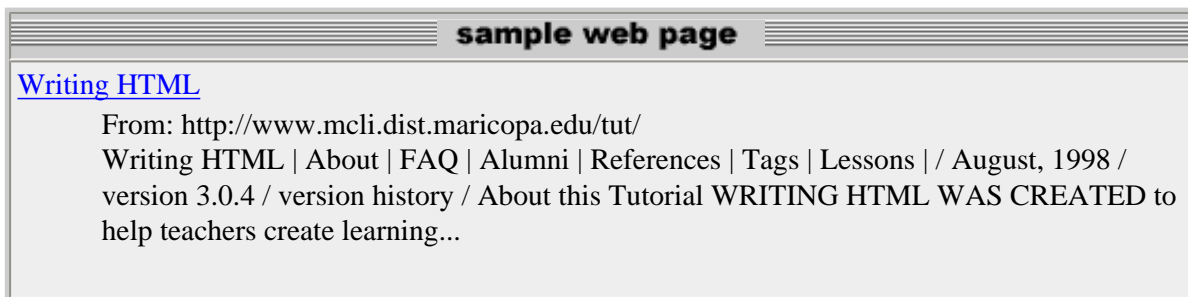 sample web page
Writing HTML
From: http://www.mcli.dist.maricopa.edu/tut/
Writing HTML | About | FAQ | Alumni | References | Tags | Lessons | / August, 1998 /
version 3.0.4 / version history / About this Tutorial WRITING HTML WAS CREATED to
help teachers create learning...